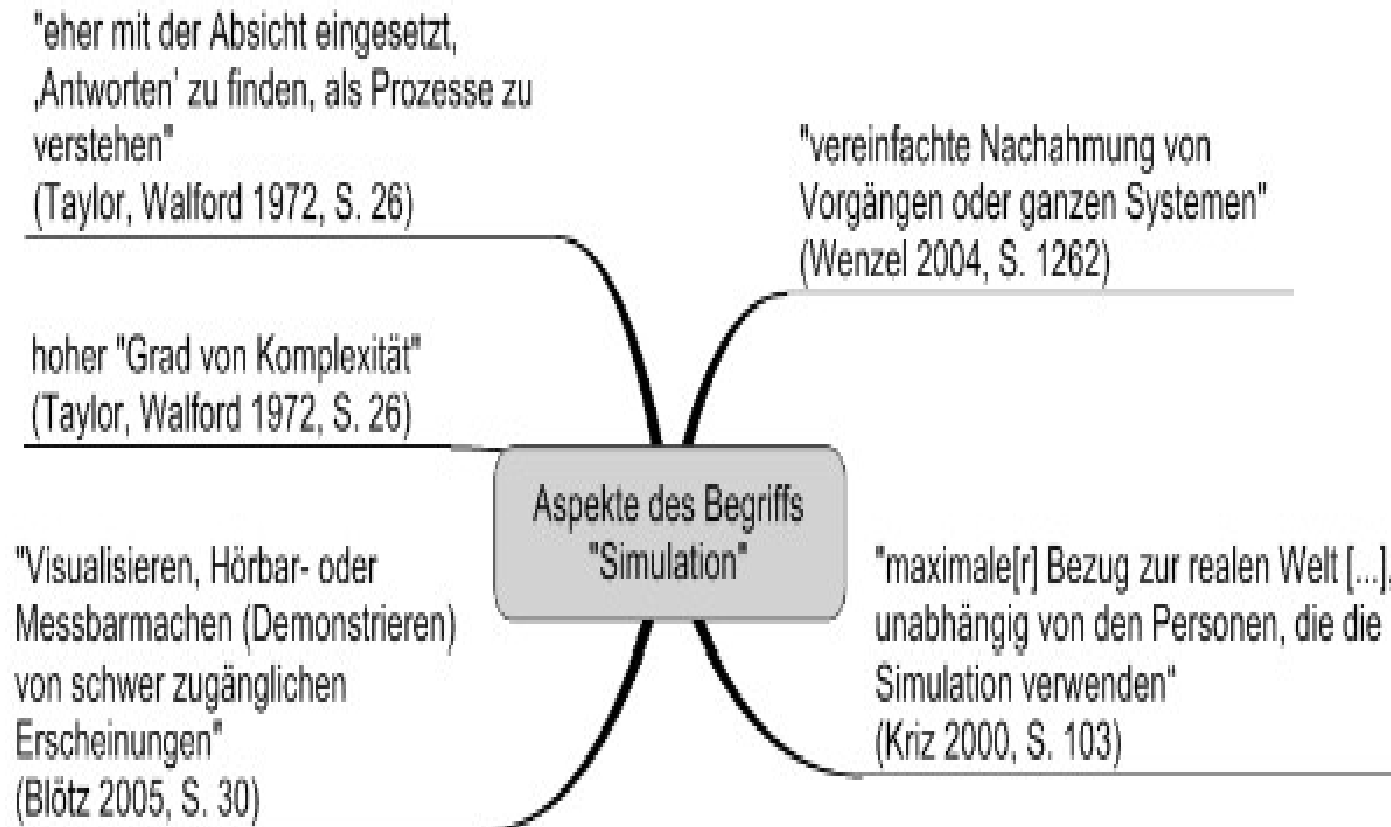 "eher mit der Absicht eingesetzt,
‚Antworten' zu finden, als Prozesse zu
verstehen"
(Taylor, Walford 1972, S. 26)
"vereinfachte Nachahmung von
Vorgängen oder ganzen Systemen"
(Wenzel 2004, S. 1262)
hoher "Grad von Komplexität"
(Taylor, Walford 1972, S. 26)
Aspekte des Begriffs
"Simulation"
"Visualisieren, Hörbar- oder
Messbarmachen (Demonstrieren)
von schwer zugänglichen
Erscheinungen"
(Blötz 2005, S. 30)
"maximale[r] Bezug zur realen Welt [...],
unabhängig von den Personen, die die
Simulation verwenden"
(Kriz 2000, S. 103)